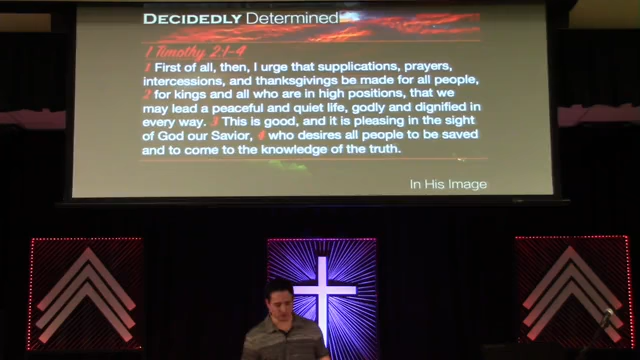 DECIDEDLY Determined
1 Timothy 2:1-4
1 First of all, then, I urge that supplications, prayers,
intercessions, and thanksgivings be made for all people,
2 for kings and all who are in high positions, that we
may lead a peaceful and quiet life, godly and dignified in
every way. 3 This is good, and it is pleasing in the sight
of God our Savior, 4 who desires all people to be saved
and to come to the knowledge of the truth.
In His Image